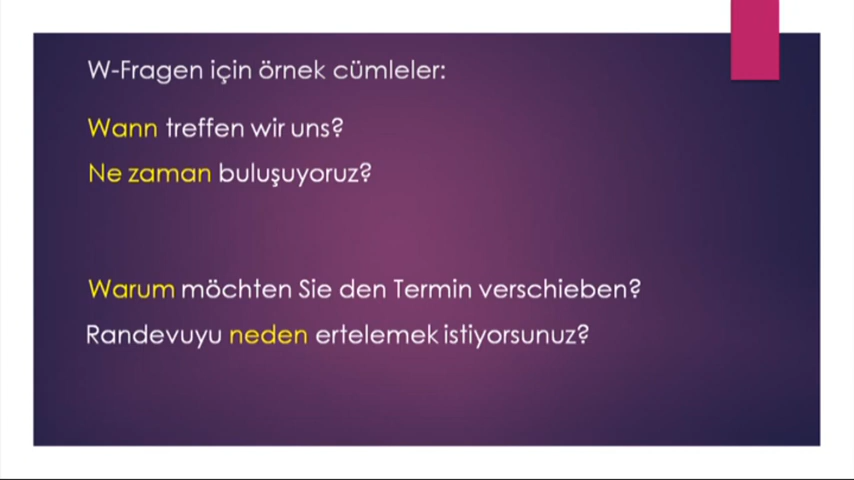 W-Fragen için örnek cümleler:
Wann treffen wir uns?
Ne zaman buluşuyoruz?
Warum möchten Sie den Termin verschieben?
Randevuyu neden ertelemek istiyorsunuz?